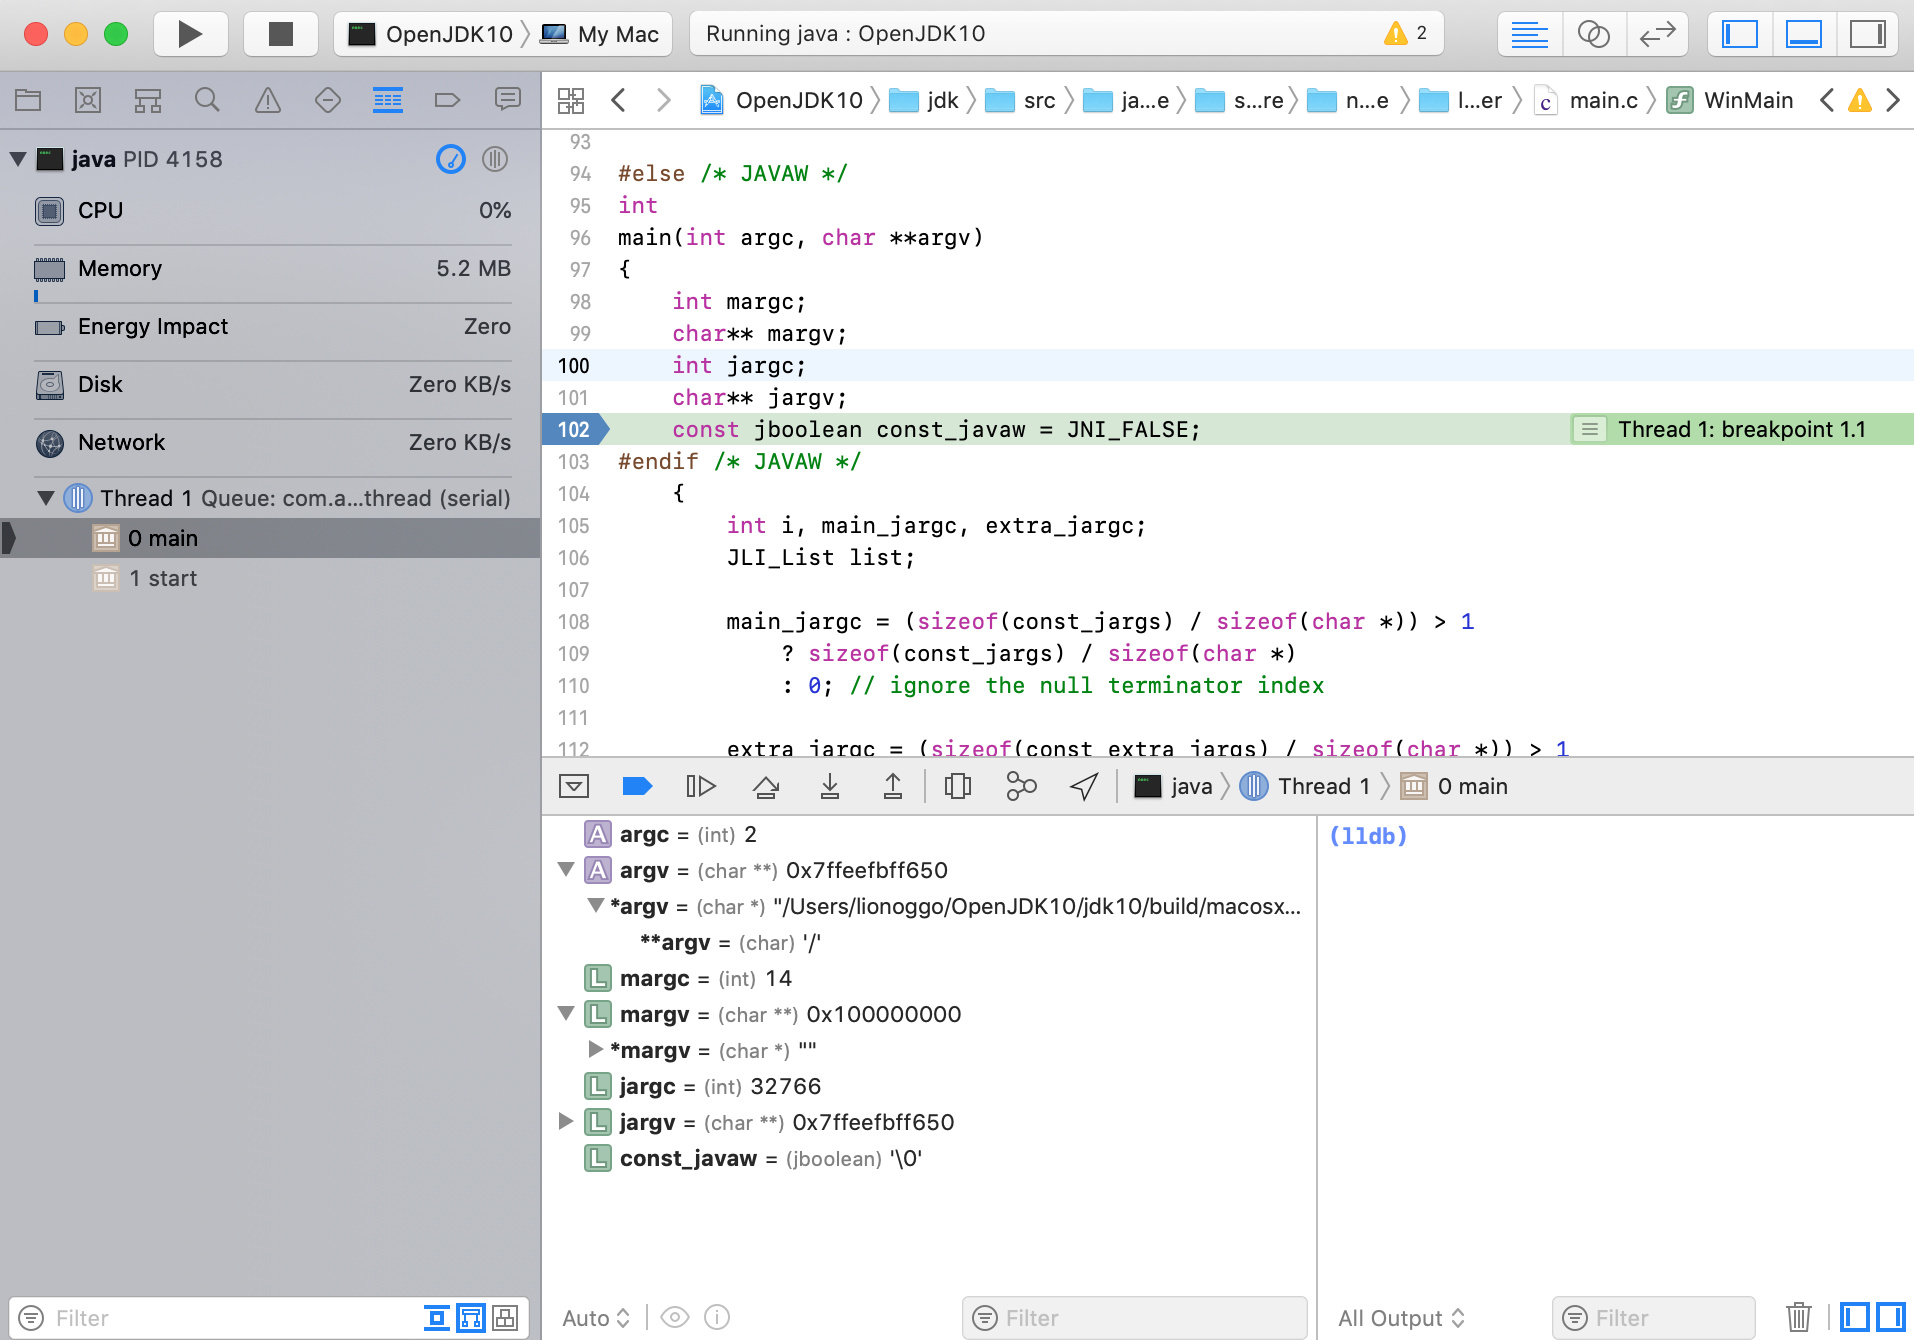 OpenJDK10 〉 My Mac
Running java : OpenJDK10
2
OpenJDK10 〉 jdk 〉 src 〉 ja...e 〉 s...re 〉 n...e 〉 l...er 〉 main.c 〉 WinMain
java PID 4158
CPU 0%
Memory 5.2 MB
Energy Impact Zero
Disk Zero KB/s
Network Zero KB/s
Thread 1 Queue: com.a...thread (serial)
0 main
1 start
Filter
93
94 #else /* JAVAW */
95 int
96 main(int argc, char **argv)
97 {
98     int margc;
99     char** margv;
100     int jargc;
101     char** jargv;
102     const jboolean const_javaw = JNI_FALSE; Thread 1: breakpoint 1.1
103 #endif /* JAVAW */
104     {
105         int i, main_jargc, extra_jargc;
106         JLI_List list;
107
108         main_jargc = (sizeof(const_jargs) / sizeof(char *)) > 1
109             ? sizeof(const_jargs) / sizeof(char *)
110             : 0; // ignore the null terminator index
111
112         extra_jargc = (sizeof(const_extra_jargs) / sizeof(char *)) > 1
java 〉 Thread 1 〉 0 main
A argc = (int) 2
A argv = (char **) 0x7ffeefbff650
*argv = (char *) "/Users/lionoggo/OpenJDK10/jdk10/build/macosx...
**argv = (char) '/'
L margc = (int) 14
L margv = (char **) 0x100000000
*margv = (char *) ""
L jargc = (int) 32766
L jargv = (char **) 0x7ffeefbff650
L const_javaw = (jboolean) '\0'
Auto
Filter
(lldb)
All Output
Filter